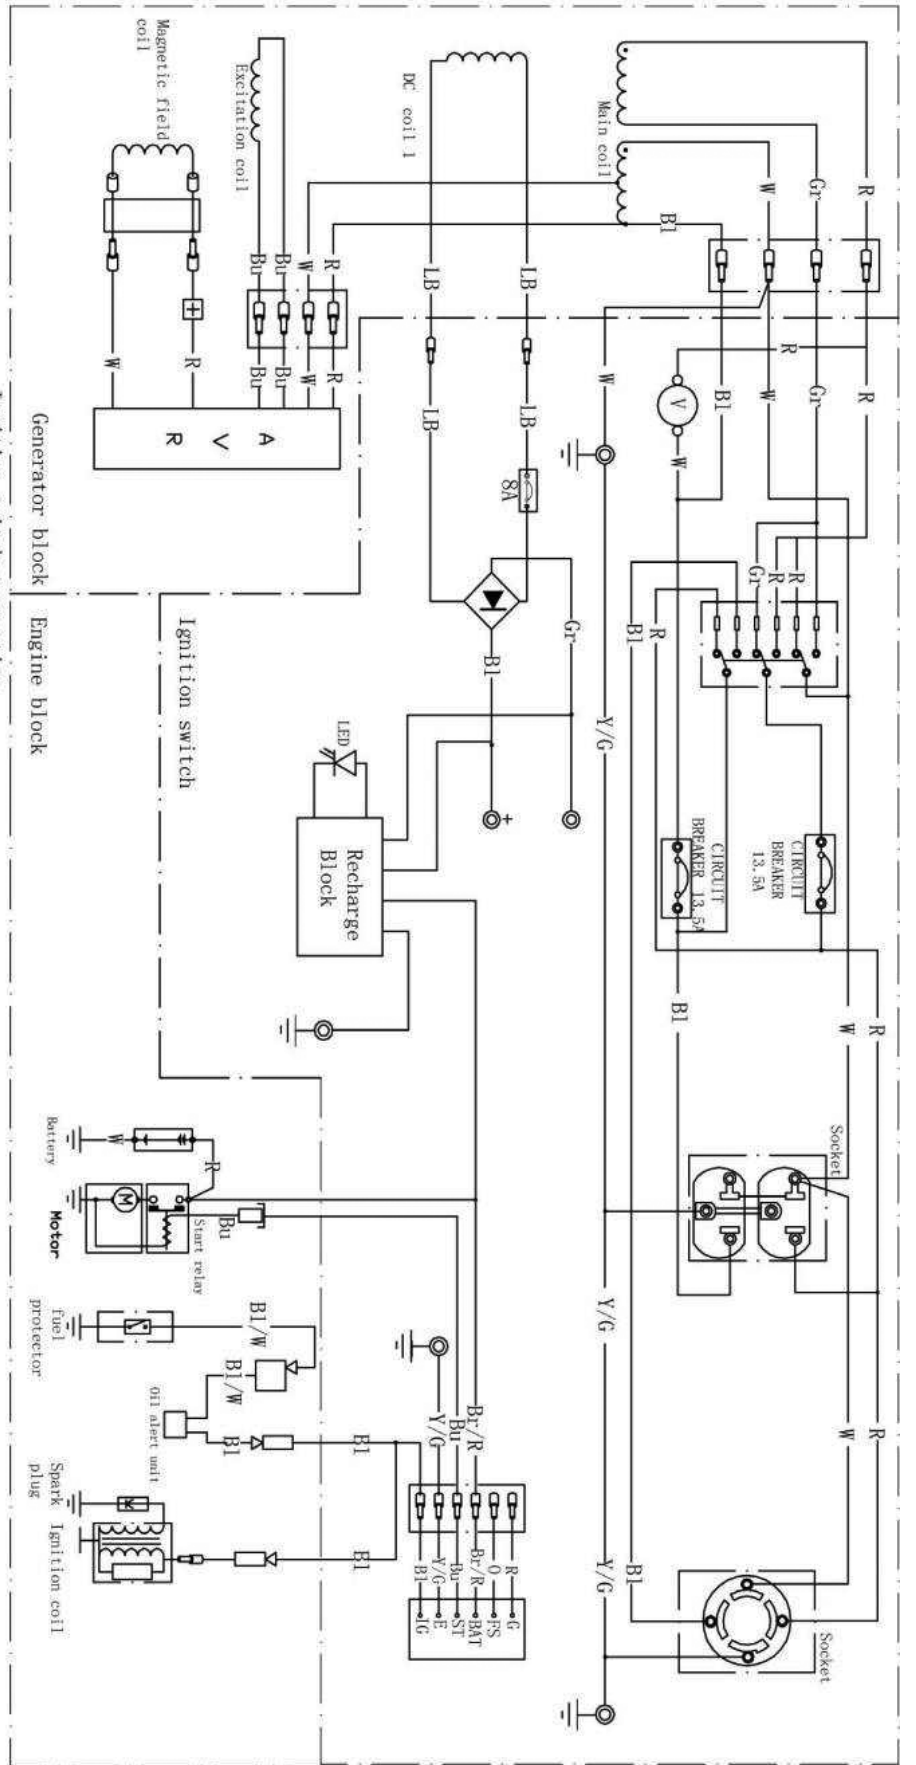 Magnetic field
coil
Excitation coil
DC coil 1
Main coil
Bl
W
Gr
R
Bu
Bu
W
R
LB
LB
W
R
Bu
Bu
W
R
LB
LB
W
R
V
W
Bl
W
Gr
R
A V R
8A
Generator block
Engine block
Ignition switch
Gr
R
R
Bl
R
Gr
Bl
Y/G
+
LED
Recharge
Block
CIRCUIT
BREAKER 13.5A
CIRCUIT
BREAKER
13.5A
Bl
W
R
Socket
Battery
W
R
M
Motor
Start relay
Bu
fuel
protector
Bl/W
Bl/W
Oil alert unit
Bl
Bl
Spark
plug
Ignition coil
Bl
Y/G
Bu
Br/R
Y/G
W
R
Bl
Y/G
Bu
Br/R
O
R
IG
E
ST
BAT
FS
G
Y/G
Bl
Socket